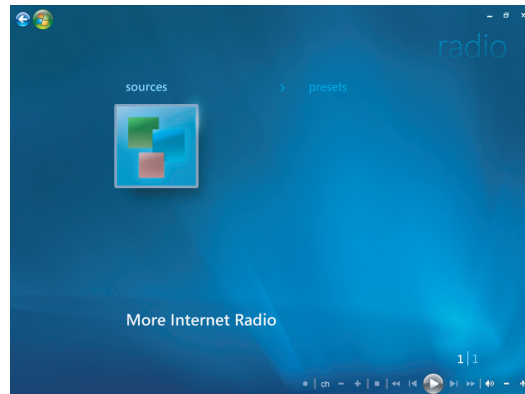 radio
sources > presets
More Internet Radio
1|1
ch